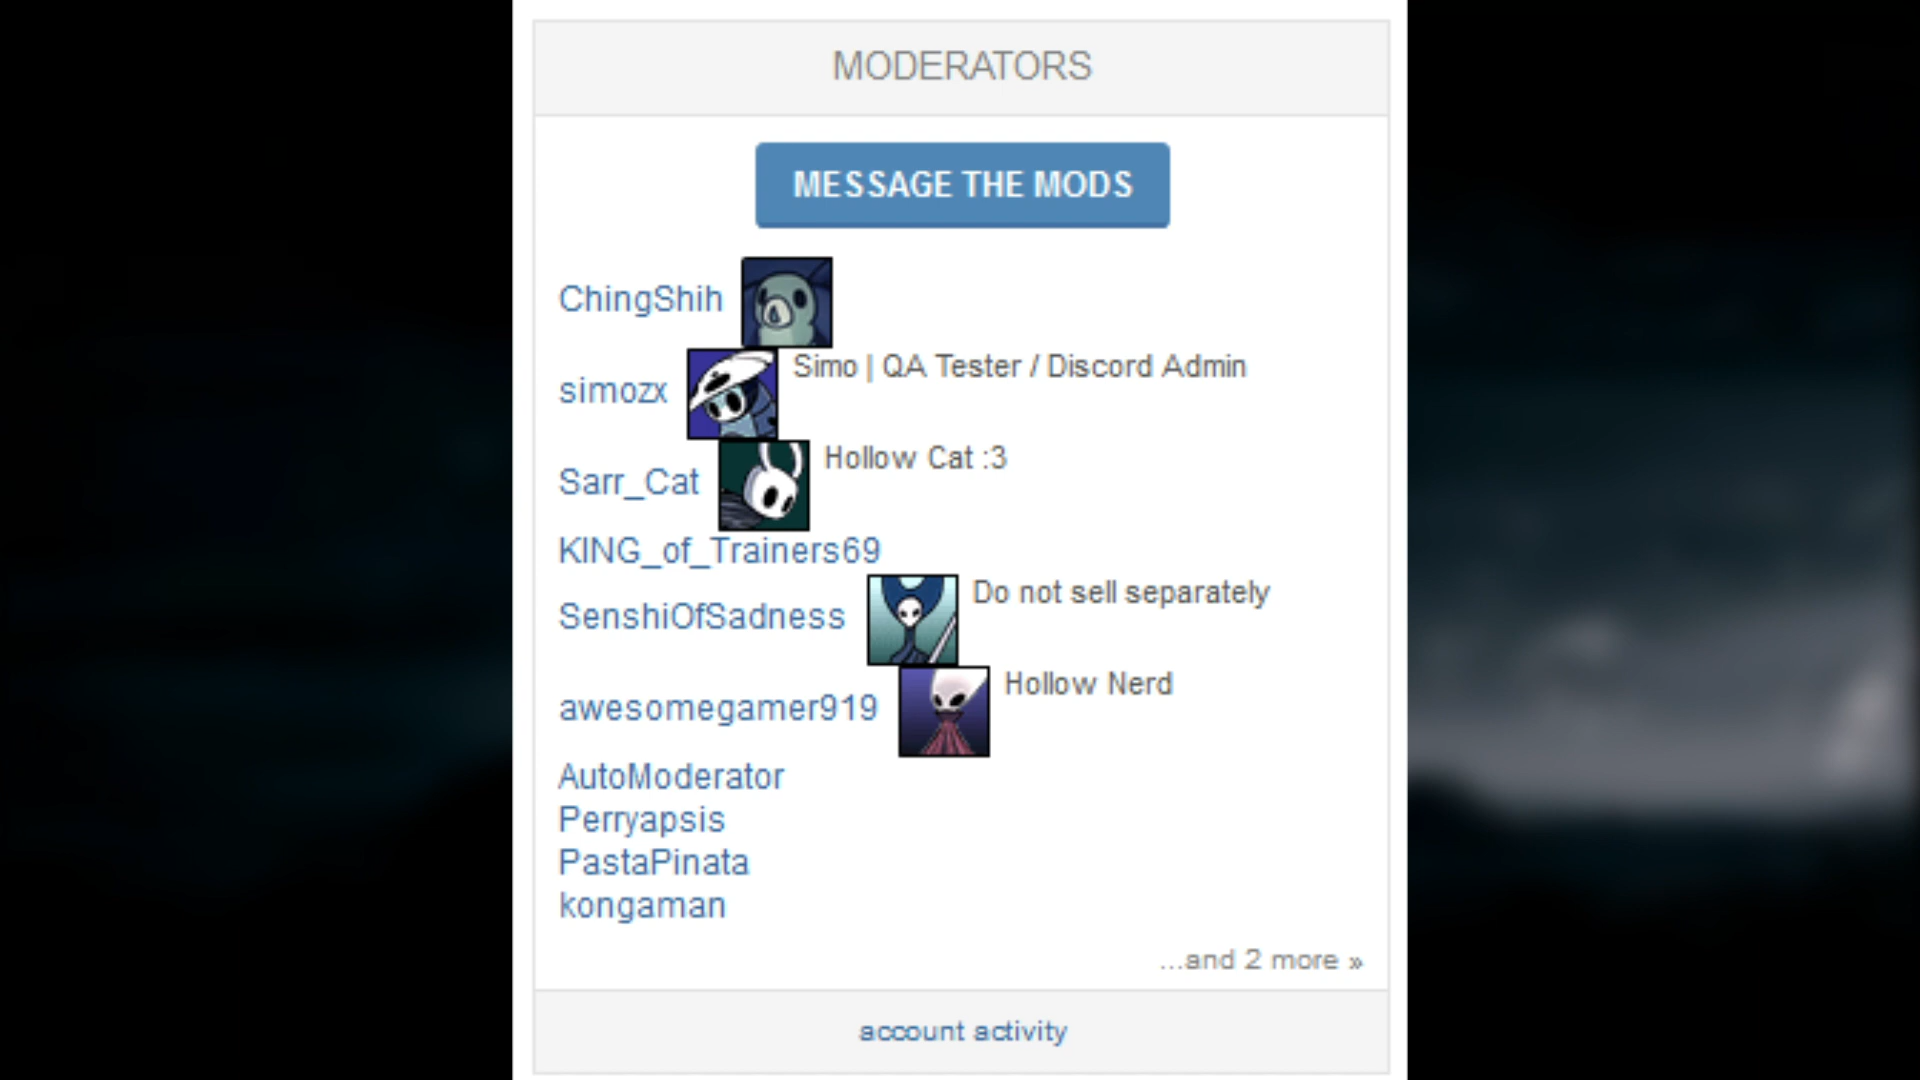 MODERATORS
MESSAGE THE MODS
ChingShih
simozx Simo | QA Tester / Discord Admin
Sarr_Cat Hollow Cat :3
KING_of_Trainers69
SenshiOfSadness Do not sell separately
awesomegamer919 Hollow Nerd
AutoModerator
Perryapsis
PastaPinata
kongaman
...and 2 more »
account activity